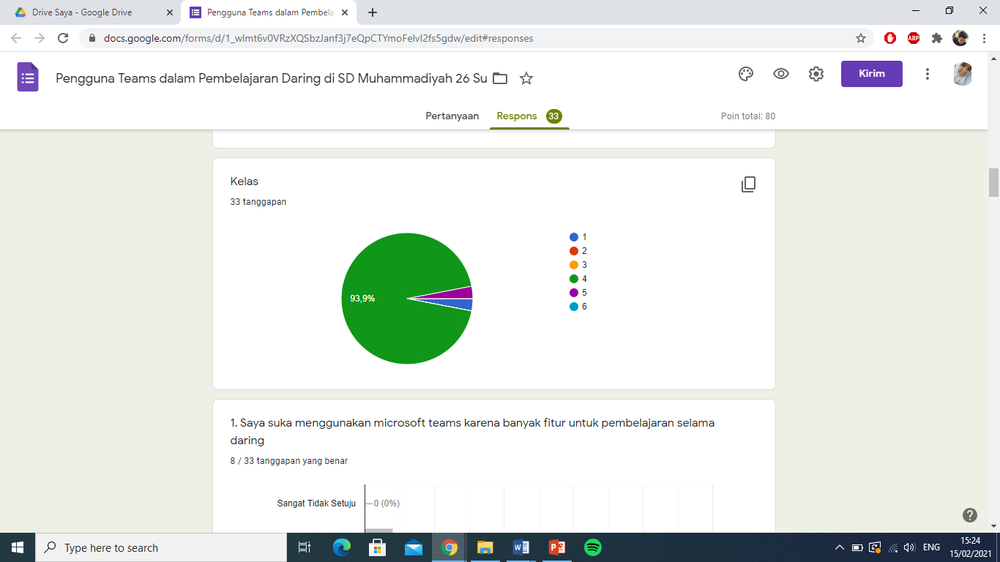 Drive Saya - Google Drive
Pengguna Teams dalam Pembela
docs.google.com/forms/d/1_wlmt6v0VRzXQSbzJanf3j7eQpCTYmoFelvI2fs5gdw/edit#responses
ABP
Pengguna Teams dalam Pembelajaran Daring di SD Muhammadiyah 26 Su
Kirim
Pertanyaan
Respons 33
Poin total: 80
Kelas
33 tanggapan
93,9%
1
2
3
4
5
6
1. Saya suka menggunakan microsoft teams karena banyak fitur untuk pembelajaran selama
daring
8 / 33 tanggapan yang benar
Sangat Tidak Setuju
0 (0%)
Type here to search
ENG
15:24
15/02/2021